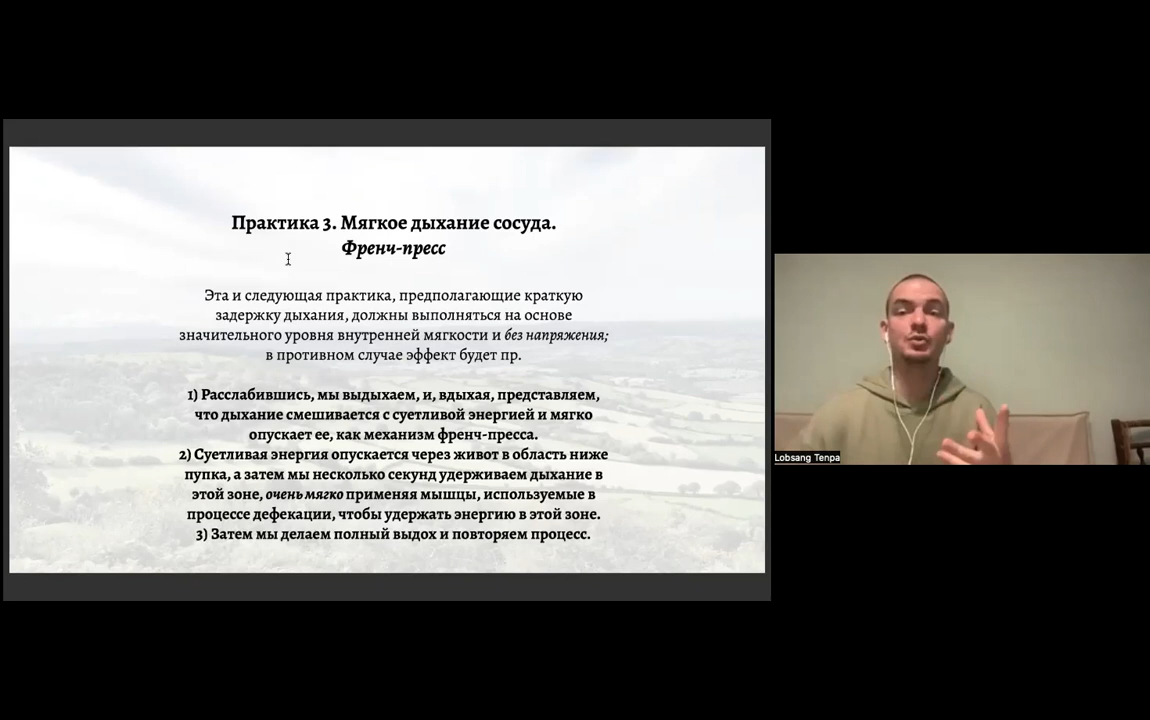 Практика 3. Мягкое дыхание сосуда.
Френч-пресс
Эта и следующая практика, предполагающие краткую
задержку дыхания, должны выполняться на основе
значительного уровня внутренней мягкости и без напряжения;
в противном случае эффект будет пр.
1) Расслабившись, мы выдыхаем, и, вдыхая, представляем,
что дыхание смешивается с суетливой энергией и мягко
опускает ее, как механизм френч-пресса.
2) Суетливая энергия опускается через живот в область ниже
пупка, а затем мы несколько секунд удерживаем дыхание в
этой зоне, очень мягко применяя мышцы, используемые в
процессе дефекации, чтобы удержать энергию в этой зоне.
3) Затем мы делаем полный выдох и повторяем процесс.
Lobsang Tenpa